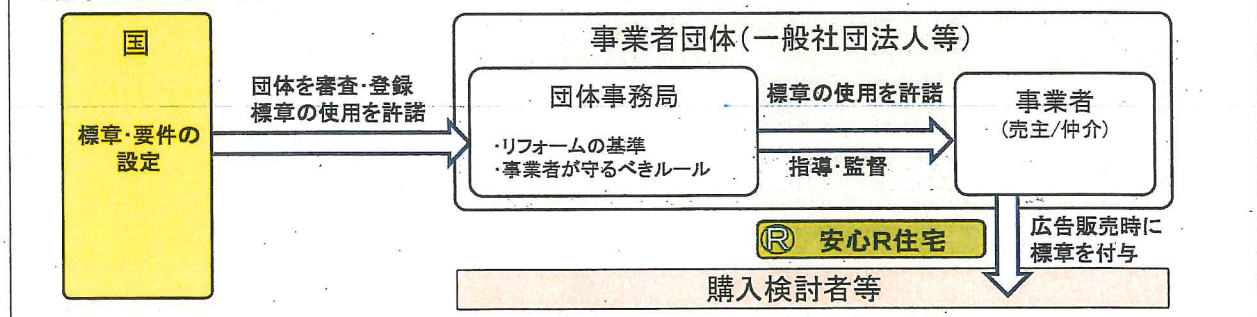 国
標章・要件の
設定
団体を審査・登録
標章の使用を許諾
事業者団体(一般社団法人等)
団体事務局
・リフォームの基準
・事業者が守るべきルール
標章の使用を許諾
指導・監督
事業者
(売主/仲介)
広告販売時に
標章を付与
R 安心R住宅
購入検討者等